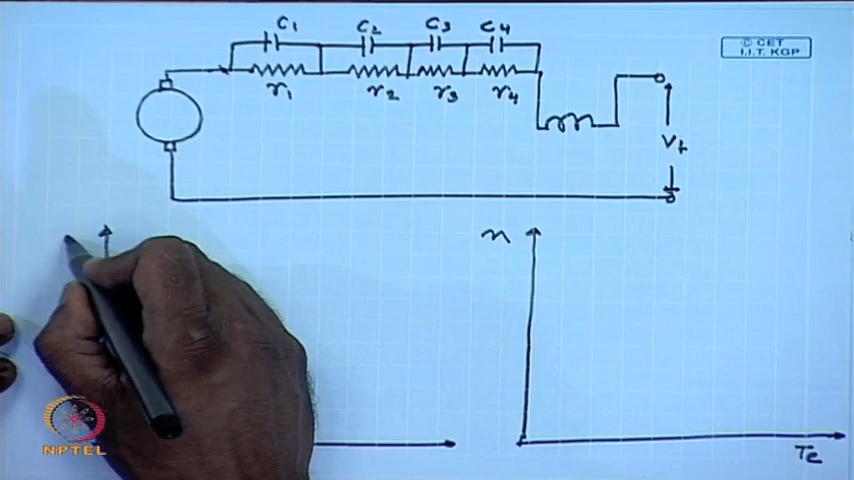 C1 C2 C3 C4
© CET
I.I.T. KGP
r1 r2 r3 r4
Vt
n
Te
NPTEL